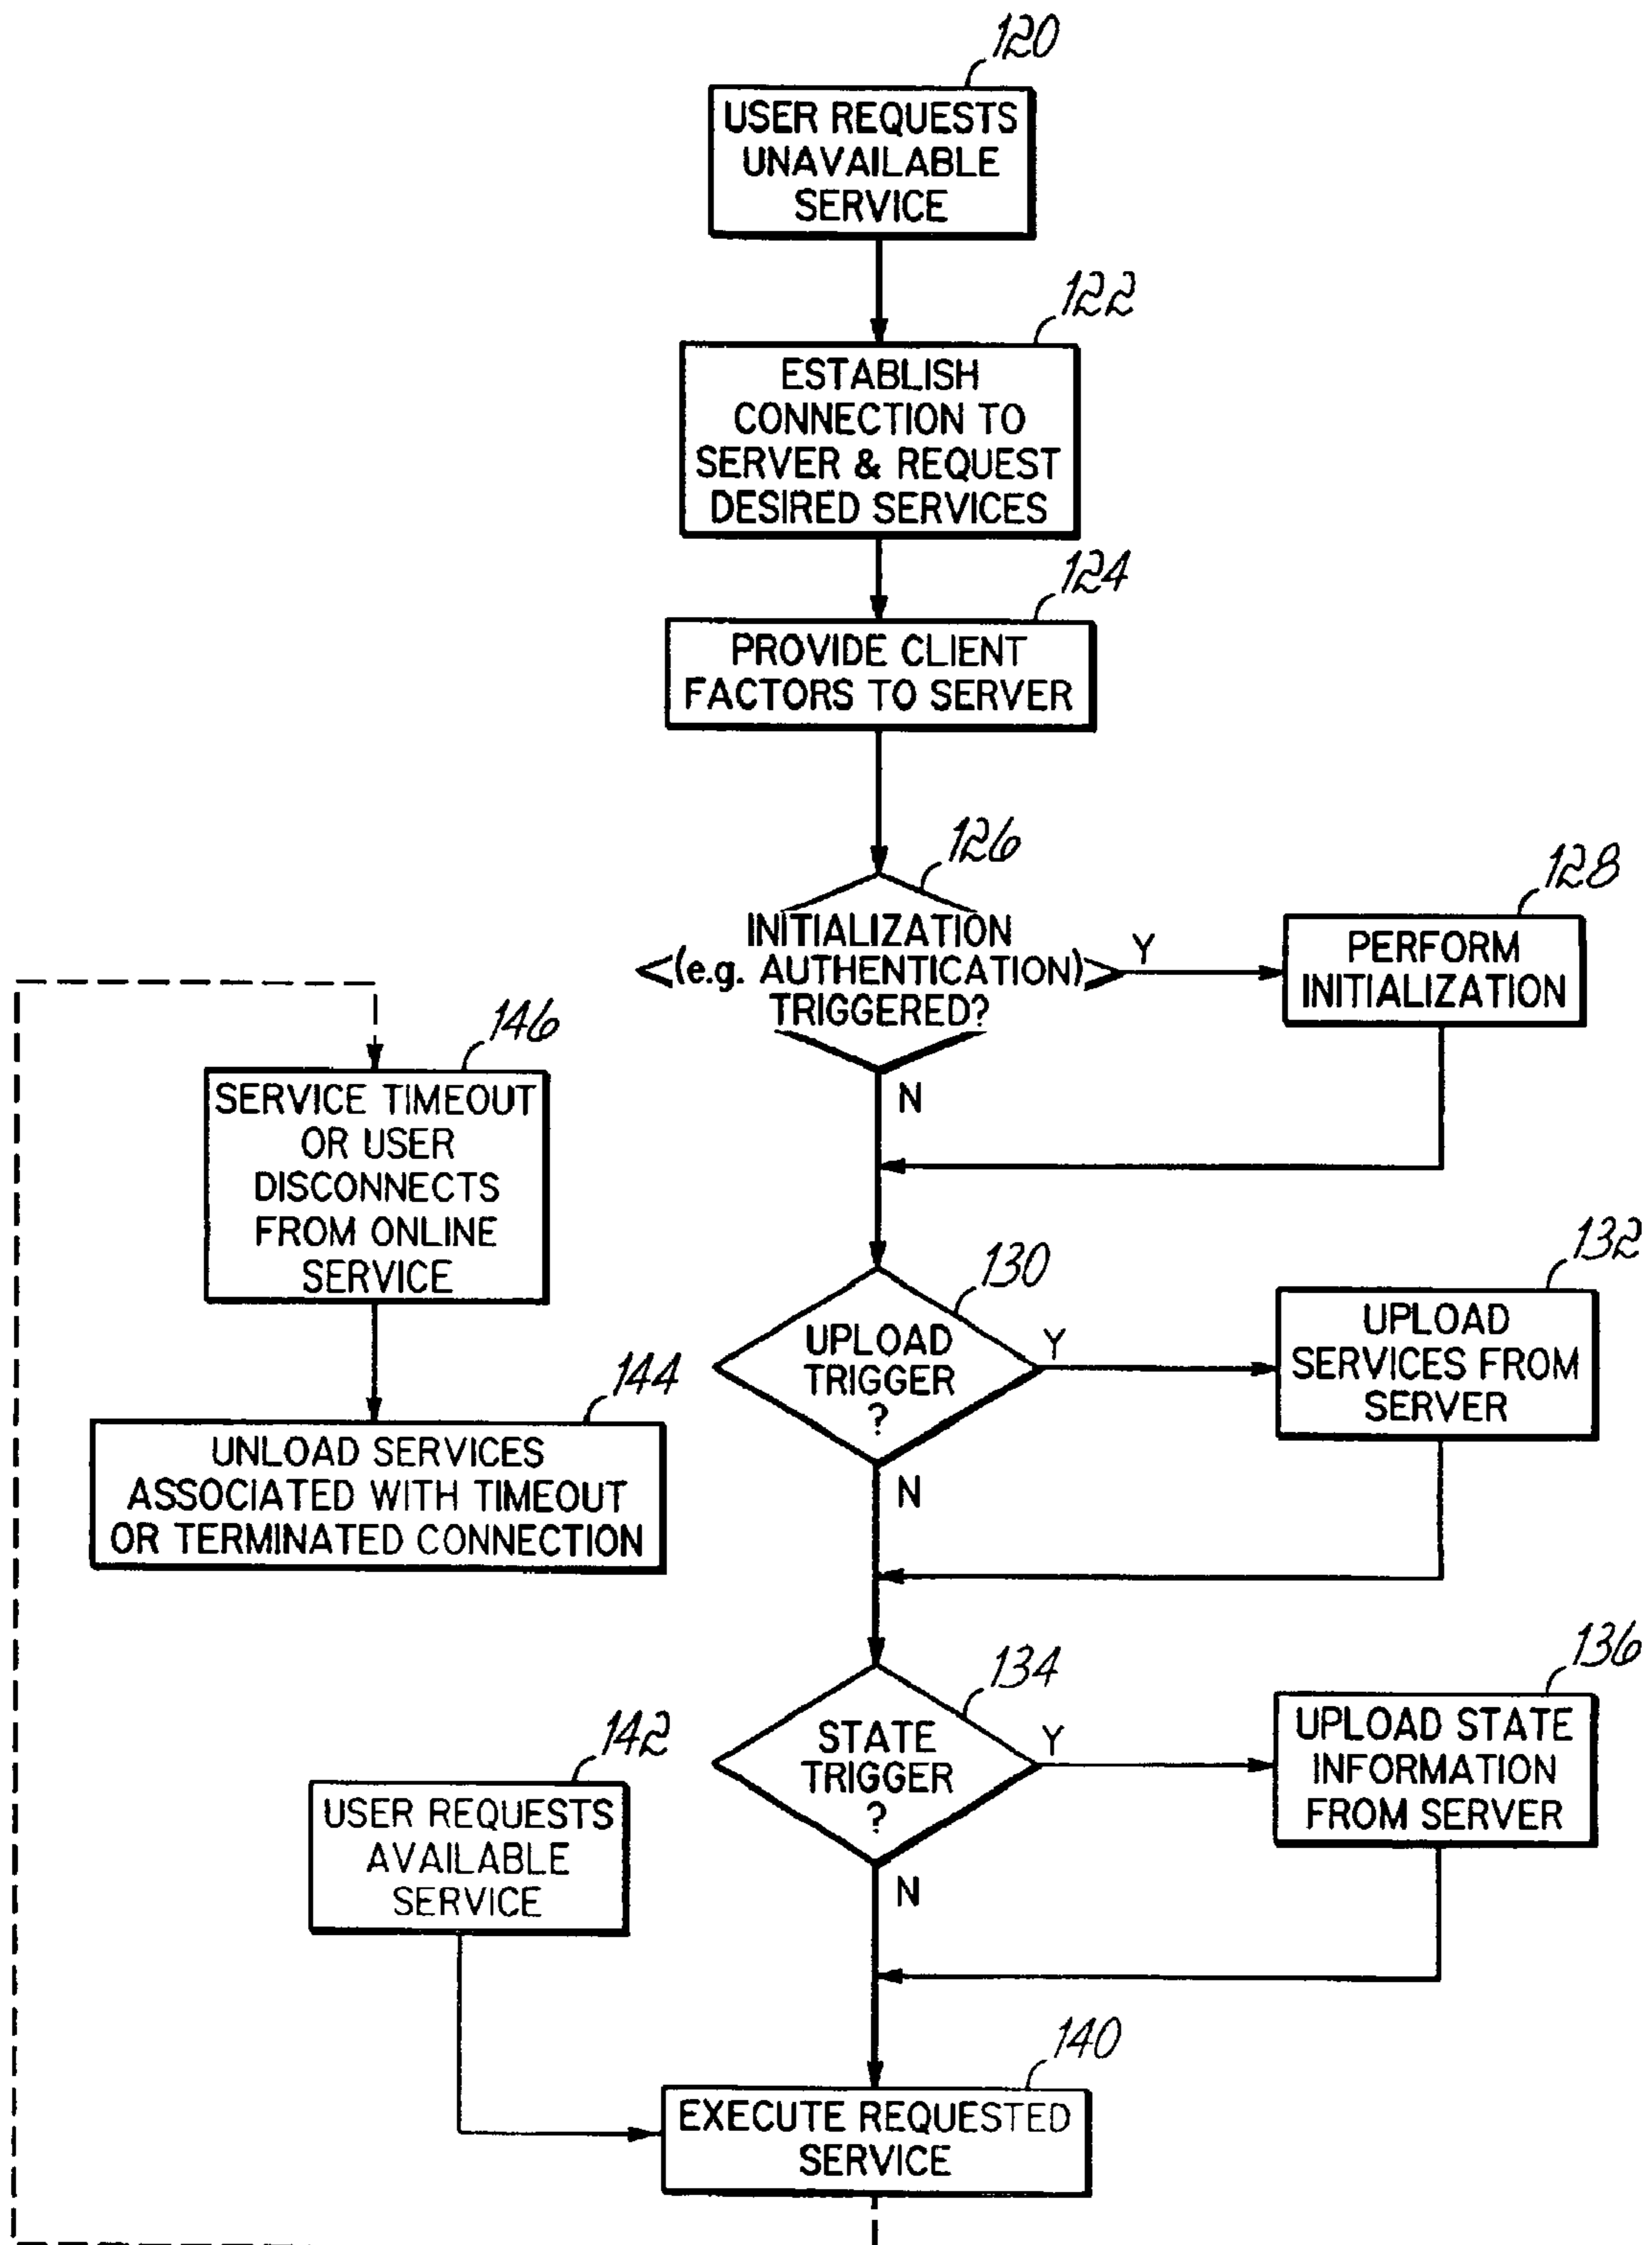 120
USER REQUESTS
UNAVAILABLE
SERVICE
122
ESTABLISH
CONNECTION TO
SERVER & REQUEST
DESIRED SERVICES
124
PROVIDE CLIENT
FACTORS TO SERVER
126
INITIALIZATION
(e.g. AUTHENTICATION)
TRIGGERED?
Y
N
128
PERFORM
INITIALIZATION
146
SERVICE TIMEOUT
OR USER
DISCONNECTS
FROM ONLINE
SERVICE
130
UPLOAD
TRIGGER
?
Y
N
132
UPLOAD
SERVICES FROM
SERVER
144
UNLOAD SERVICES
ASSOCIATED WITH TIMEOUT
OR TERMINATED CONNECTION
134
STATE
TRIGGER
?
Y
N
136
UPLOAD STATE
INFORMATION
FROM SERVER
142
USER REQUESTS
AVAILABLE
SERVICE
140
EXECUTE REQUESTED
SERVICE